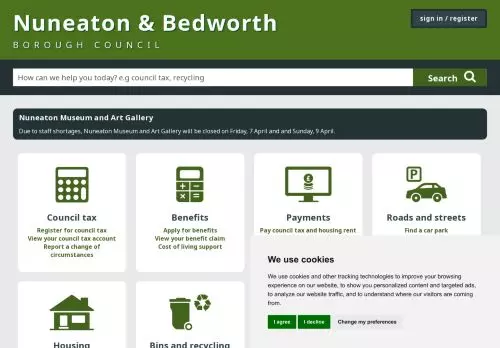 Nuneaton & Bedworth
BOROUGH COUNCIL
sign in / register
How can we help you today? e.g council tax, recycling
Search
Nuneaton Museum and Art Gallery
Due to staff shortages, Nuneaton Museum and Art Gallery will be closed on Friday, 7 April and and Sunday, 9 April.
Council tax
Register for council tax
View your council tax account
Report a change of
circumstances
Benefits
Apply for benefits
View your benefit claim
Cost of living support
£
Payments
Pay council tax and housing rent
P
Roads and streets
Find a car park
Housing
Bins and recycling
We use cookies
We use cookies and other tracking technologies to improve your browsing
experience on our website, to show you personalized content and targeted ads,
to analyze our website traffic, and to understand where our visitors are coming
from.
I agree
I decline
Change my preferences